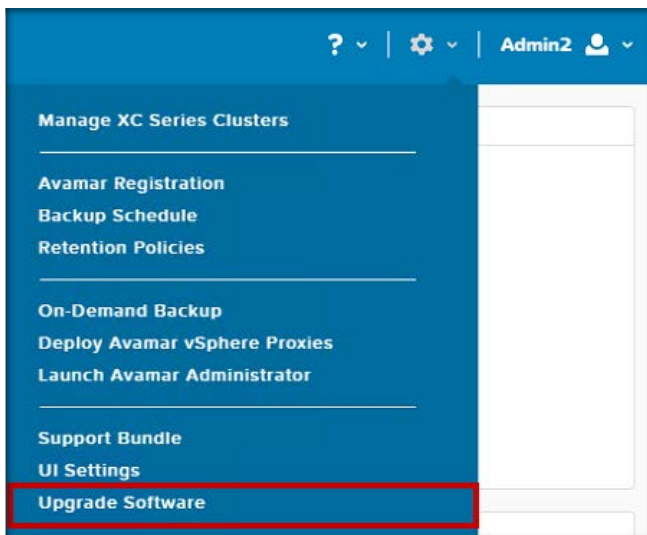 ? | Admin2
Manage XC Series Clusters
Avamar Registration
Backup Schedule
Retention Policies
On-Demand Backup
Deploy Avamar vSphere Proxies
Launch Avamar Administrator
Support Bundle
UI Settings
Upgrade Software